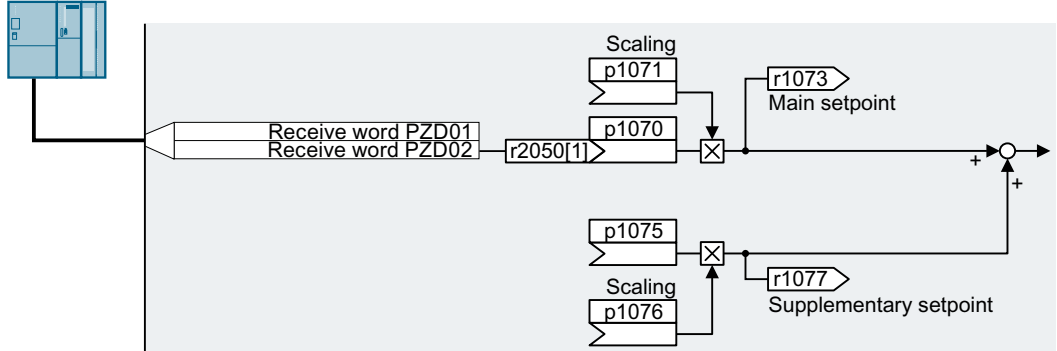 Scaling
p1071
r1073
Main setpoint
Receive word PZD01
p1070
Receive word PZD02
r2050[1]
+
+
p1075
r1077
Scaling
Supplementary setpoint
p1076